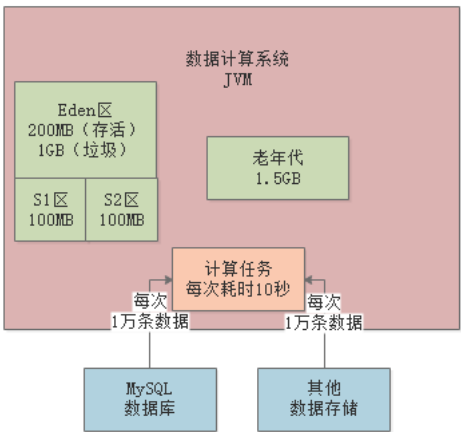 数据计算系统
JVM
Eden区
200MB（存活）
1GB（垃圾）
S1区
100MB
S2区
100MB
老年代
1.5GB
计算任务
每次耗时10秒
每次
1万条数据
每次
1万条数据
MySQL
数据库
其他
数据存储